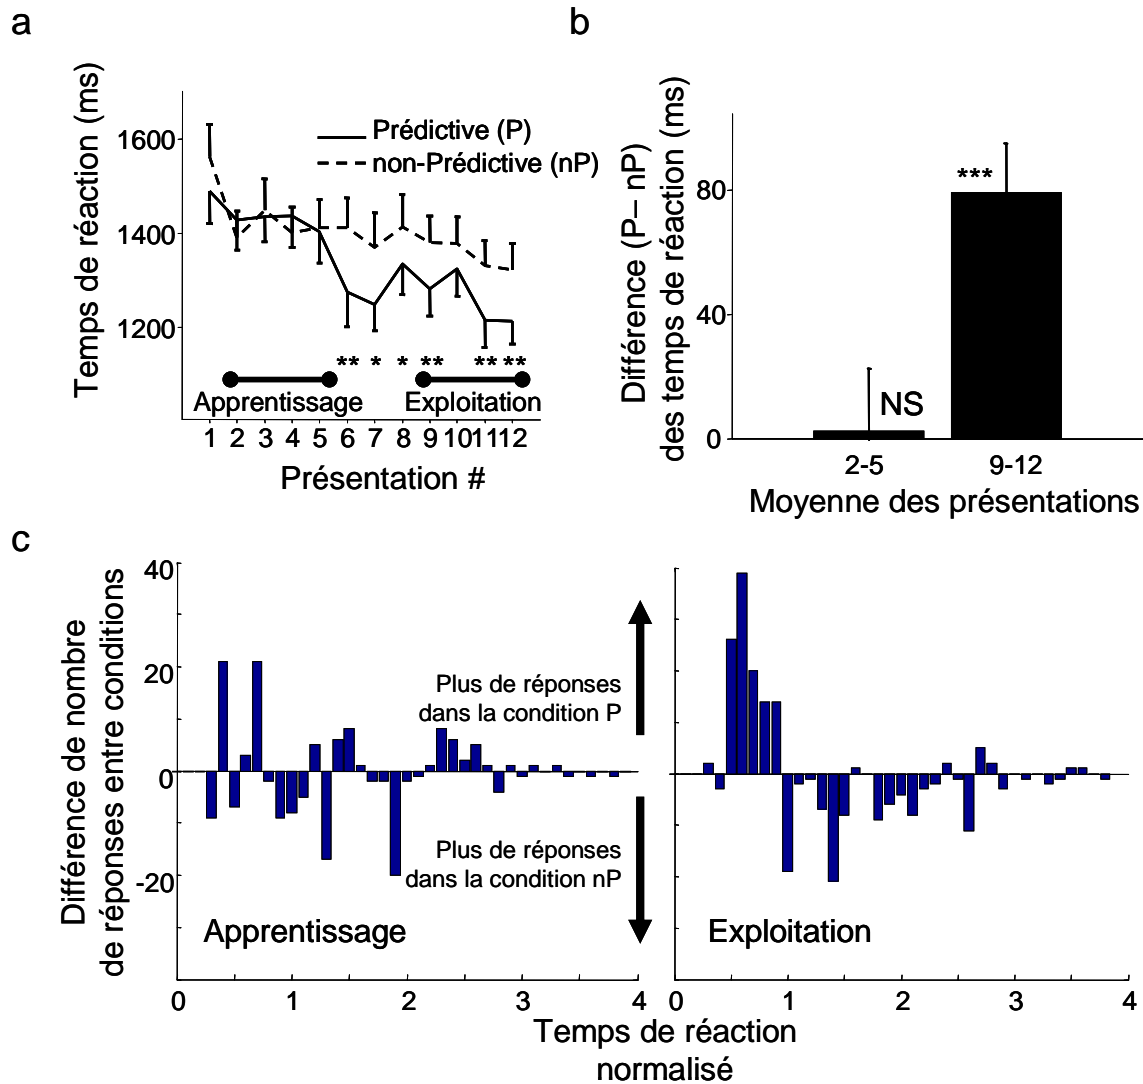 a
Temps de réaction (ms)
1600
1400
1200
Prédictive (P)
non-Prédictive (nP)
** * * ** ** **
Apprentissage
Exploitation
1 2 3 4 5 6 7 8 9 10 11 12
Présentation #
b
Différence (P– nP)
des temps de réaction (ms)
80
40
0
NS
***
2-5
9-12
Moyenne des présentations
c
Différence de nombre
de réponses entre conditions
40
20
0
-20
Plus de réponses
dans la condition P
Plus de réponses
dans la condition nP
Apprentissage
Exploitation
0 1 2 3 4
0 1 2 3 4
Temps de réaction
normalisé